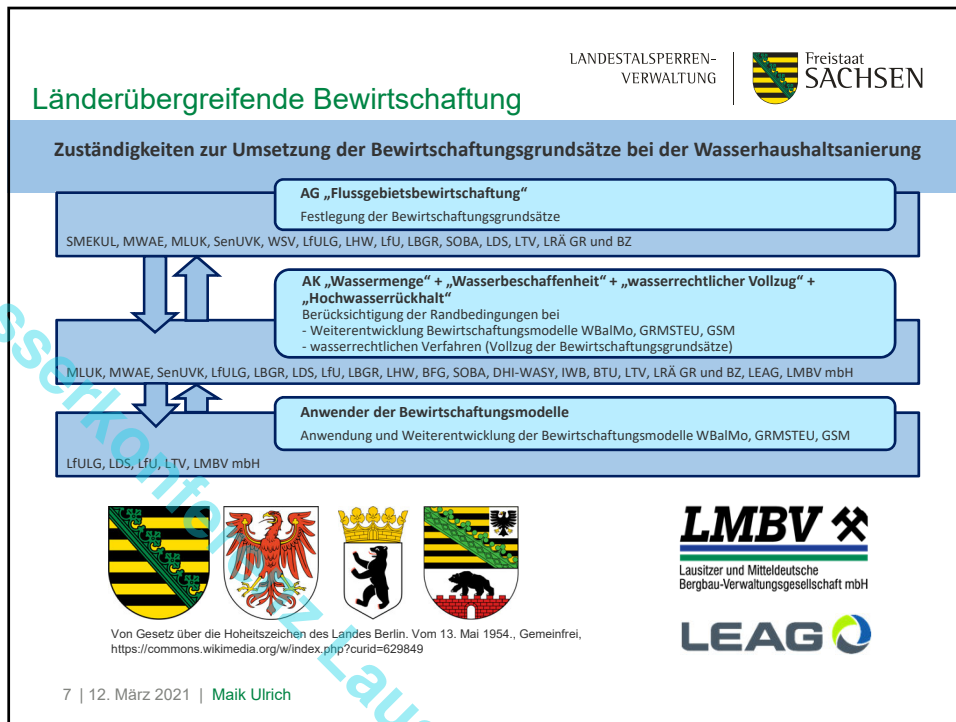 LANDESTALSPERREN-
VERWALTUNG
Freistaat
SACHSEN
Länderübergreifende Bewirtschaftung
Zuständigkeiten zur Umsetzung der Bewirtschaftungsgrundsätze bei der Wasserhaushaltsanierung
AG „Flussgebietsbewirtschaftung“
Festlegung der Bewirtschaftungsgrundsätze
SMEKUL, MWAE, MLUK, SenUVK, WSV, LfULG, LHW, LfU, LBGR, SOBA, LDS, LTV, LRÄ GR und BZ
AK „Wassermenge“ + „Wasserbeschaffenheit“ + „wasserrechtlicher Vollzug“ +
„Hochwasserrückhalt“
Berücksichtigung der Randbedingungen bei
- Weiterentwicklung Bewirtschaftungsmodelle WBalMo, GRMSTEU, GSM
- wasserrechtlichen Verfahren (Vollzug der Bewirtschaftungsgrundsätze)
MLUK, MWAE, SenUVK, LfULG, LBGR, LDS, LfU, LBGR, LHW, BFG, SOBA, DHI-WASY, IWB, BTU, LTV, LRÄ GR und BZ, LEAG, LMBV mbH
Anwender der Bewirtschaftungsmodelle
Anwendung und Weiterentwicklung der Bewirtschaftungsmodelle WBalMo, GRMSTEU, GSM
LfULG, LDS, LfU, LTV, LMBV mbH
LMBV
Lausitzer und Mitteldeutsche
Bergbau-Verwaltungsgesellschaft mbH
LEAG
Von Gesetz über die Hoheitszeichen des Landes Berlin. Vom 13. Mai 1954., Gemeinfrei,
https://commons.wikimedia.org/w/index.php?curid=629849
7 | 12. März 2021 | Maik Ulrich